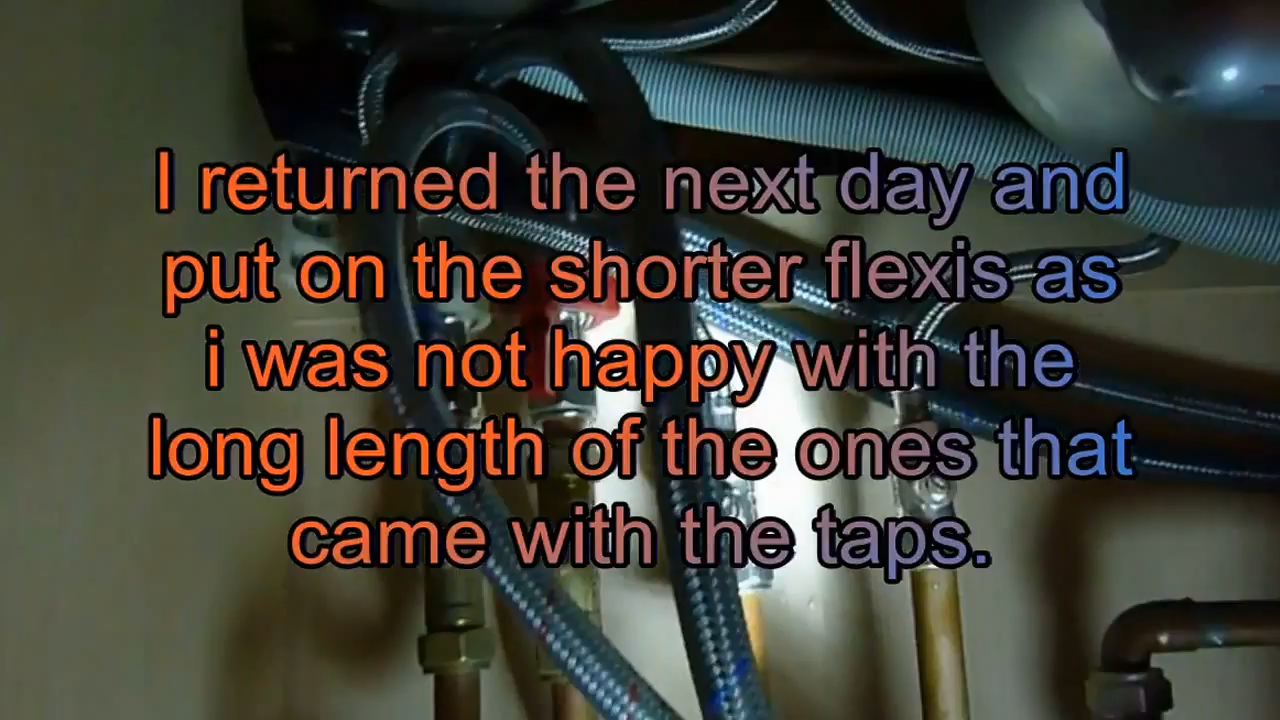 I returned the next day and
put on the shorter flexis as
i was not happy with the
long length of the ones that
came with the taps.